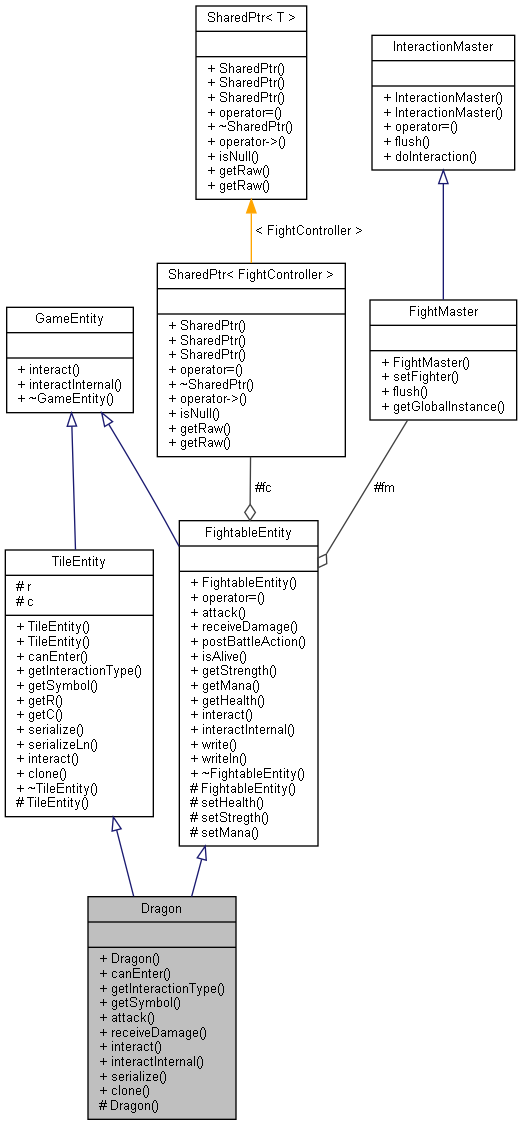 SharedPtr< T >
+ SharedPtr()
+ SharedPtr()
+ SharedPtr()
+ operator=()
+ ~SharedPtr()
+ operator->()
+ isNull()
+ getRaw()
+ getRaw()
InteractionMaster
+ InteractionMaster()
+ InteractionMaster()
+ operator=()
+ flush()
+ doInteraction()
< FightController >
SharedPtr< FightController >
+ SharedPtr()
+ SharedPtr()
+ SharedPtr()
+ operator=()
+ ~SharedPtr()
+ operator->()
+ isNull()
+ getRaw()
+ getRaw()
FightMaster
+ FightMaster()
+ setFighter()
+ flush()
+ getGlobalInstance()
GameEntity
+ interact()
+ interactInternal()
+ ~GameEntity()
#fc
#fm
FightableEntity
+ FightableEntity()
+ operator=()
+ attack()
+ receiveDamage()
+ postBattleAction()
+ isAlive()
+ getStrength()
+ getMana()
+ getHealth()
+ interact()
+ interactInternal()
+ write()
+ writeln()
+ ~FightableEntity()
# FightableEntity()
# setHealth()
# setStregth()
# setMana()
TileEntity
# r
# c
+ TileEntity()
+ TileEntity()
+ canEnter()
+ getInteractionType()
+ getSymbol()
+ getR()
+ getC()
+ serialize()
+ serializeLn()
+ interact()
+ clone()
+ ~TileEntity()
# TileEntity()
Dragon
+ Dragon()
+ canEnter()
+ getInteractionType()
+ getSymbol()
+ attack()
+ receiveDamage()
+ interact()
+ interactInternal()
+ serialize()
+ clone()
# Dragon()